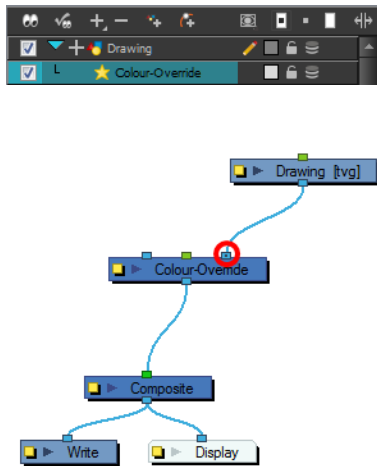 Drawing
L Colour-Override
Drawing [tvg]
Colour-Override
Composite
Write
Display